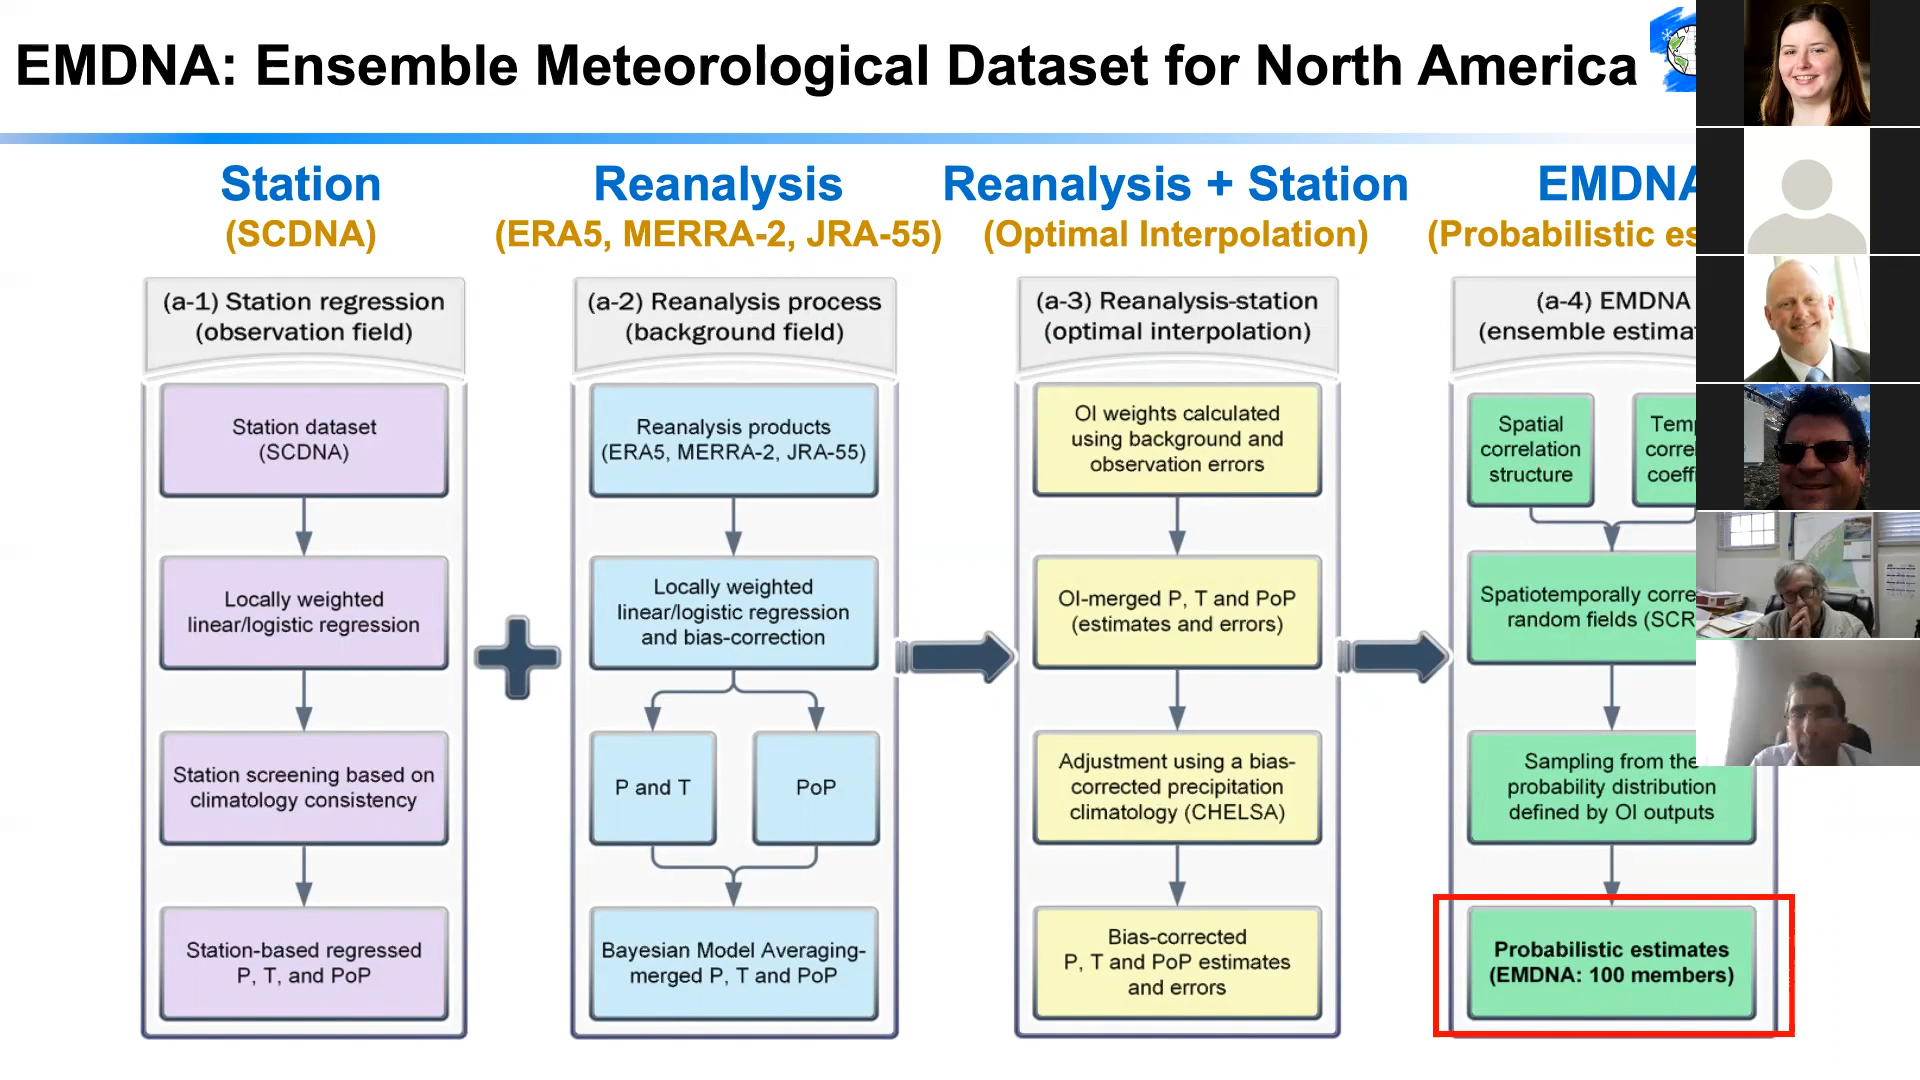 EMDNA: Ensemble Meteorological Dataset for North America
Station
(SCDNA)
Reanalysis
(ERA5, MERRA-2, JRA-55)
Reanalysis + Station
(Optimal Interpolation)
EMDNA
(Probabilistic es
(a-1) Station regression
(observation field)
Station dataset
(SCDNA)
Locally weighted
linear/logistic regression
Station screening based on
climatology consistency
Station-based regressed
P, T, and PoP
(a-2) Reanalysis process
(background field)
Reanalysis products
(ERA5, MERRA-2, JRA-55)
Locally weighted
linear/logistic regression
and bias-correction
P and T
PoP
Bayesian Model Averaging-
merged P, T and PoP
(a-3) Reanalysis-station
(optimal interpolation)
OI weights calculated
using background and
observation errors
OI-merged P, T and PoP
(estimates and errors)
Adjustment using a bias-
corrected precipitation
climatology (CHELSA)
Bias-corrected
P, T and PoP estimates
and errors
(a-4) EMDNA
(ensemble estima
Spatial
correlation
structure
Temp
corre
coeffi
Spatiotemporally corre
random fields (SCR
Sampling from the
probability distribution
defined by OI outputs
Probabilistic estimates
(EMDNA: 100 members)